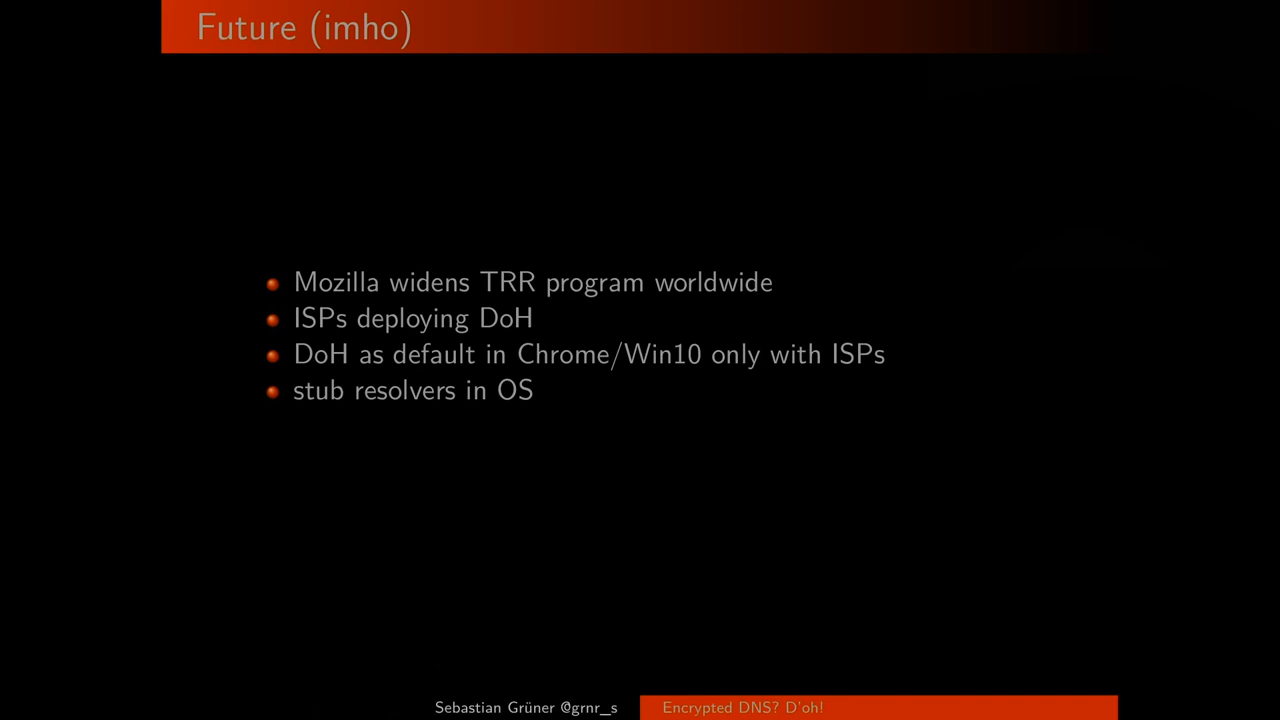 Future (imho)
Mozilla widens TRR program worldwide
ISPs deploying DoH
DoH as default in Chrome/Win10 only with ISPs
stub resolvers in OS
Sebastian Grüner @grnr_s
Encrypted DNS? D'oh!